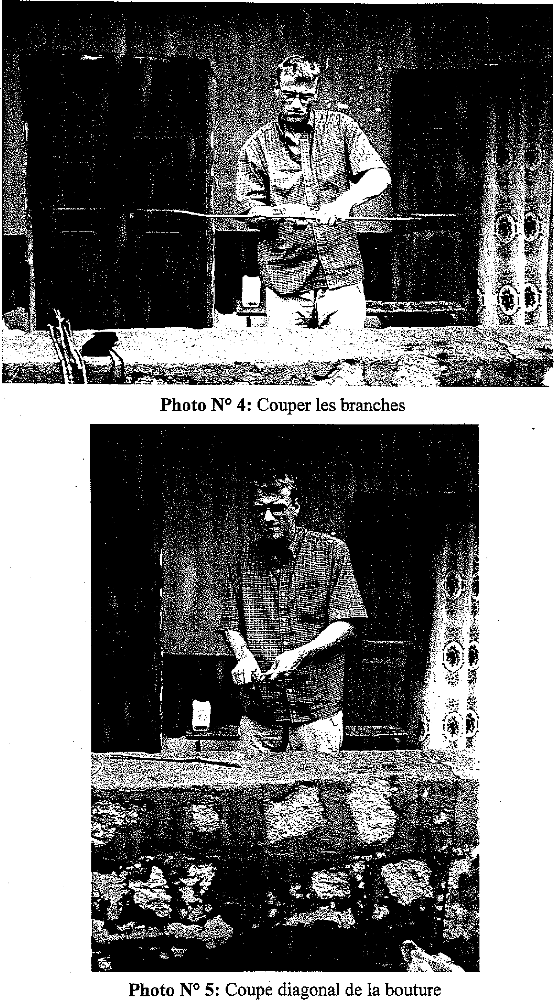 Photo N° 4: Couper les branches
Photo N° 5: Coupe diagonal de la bouture